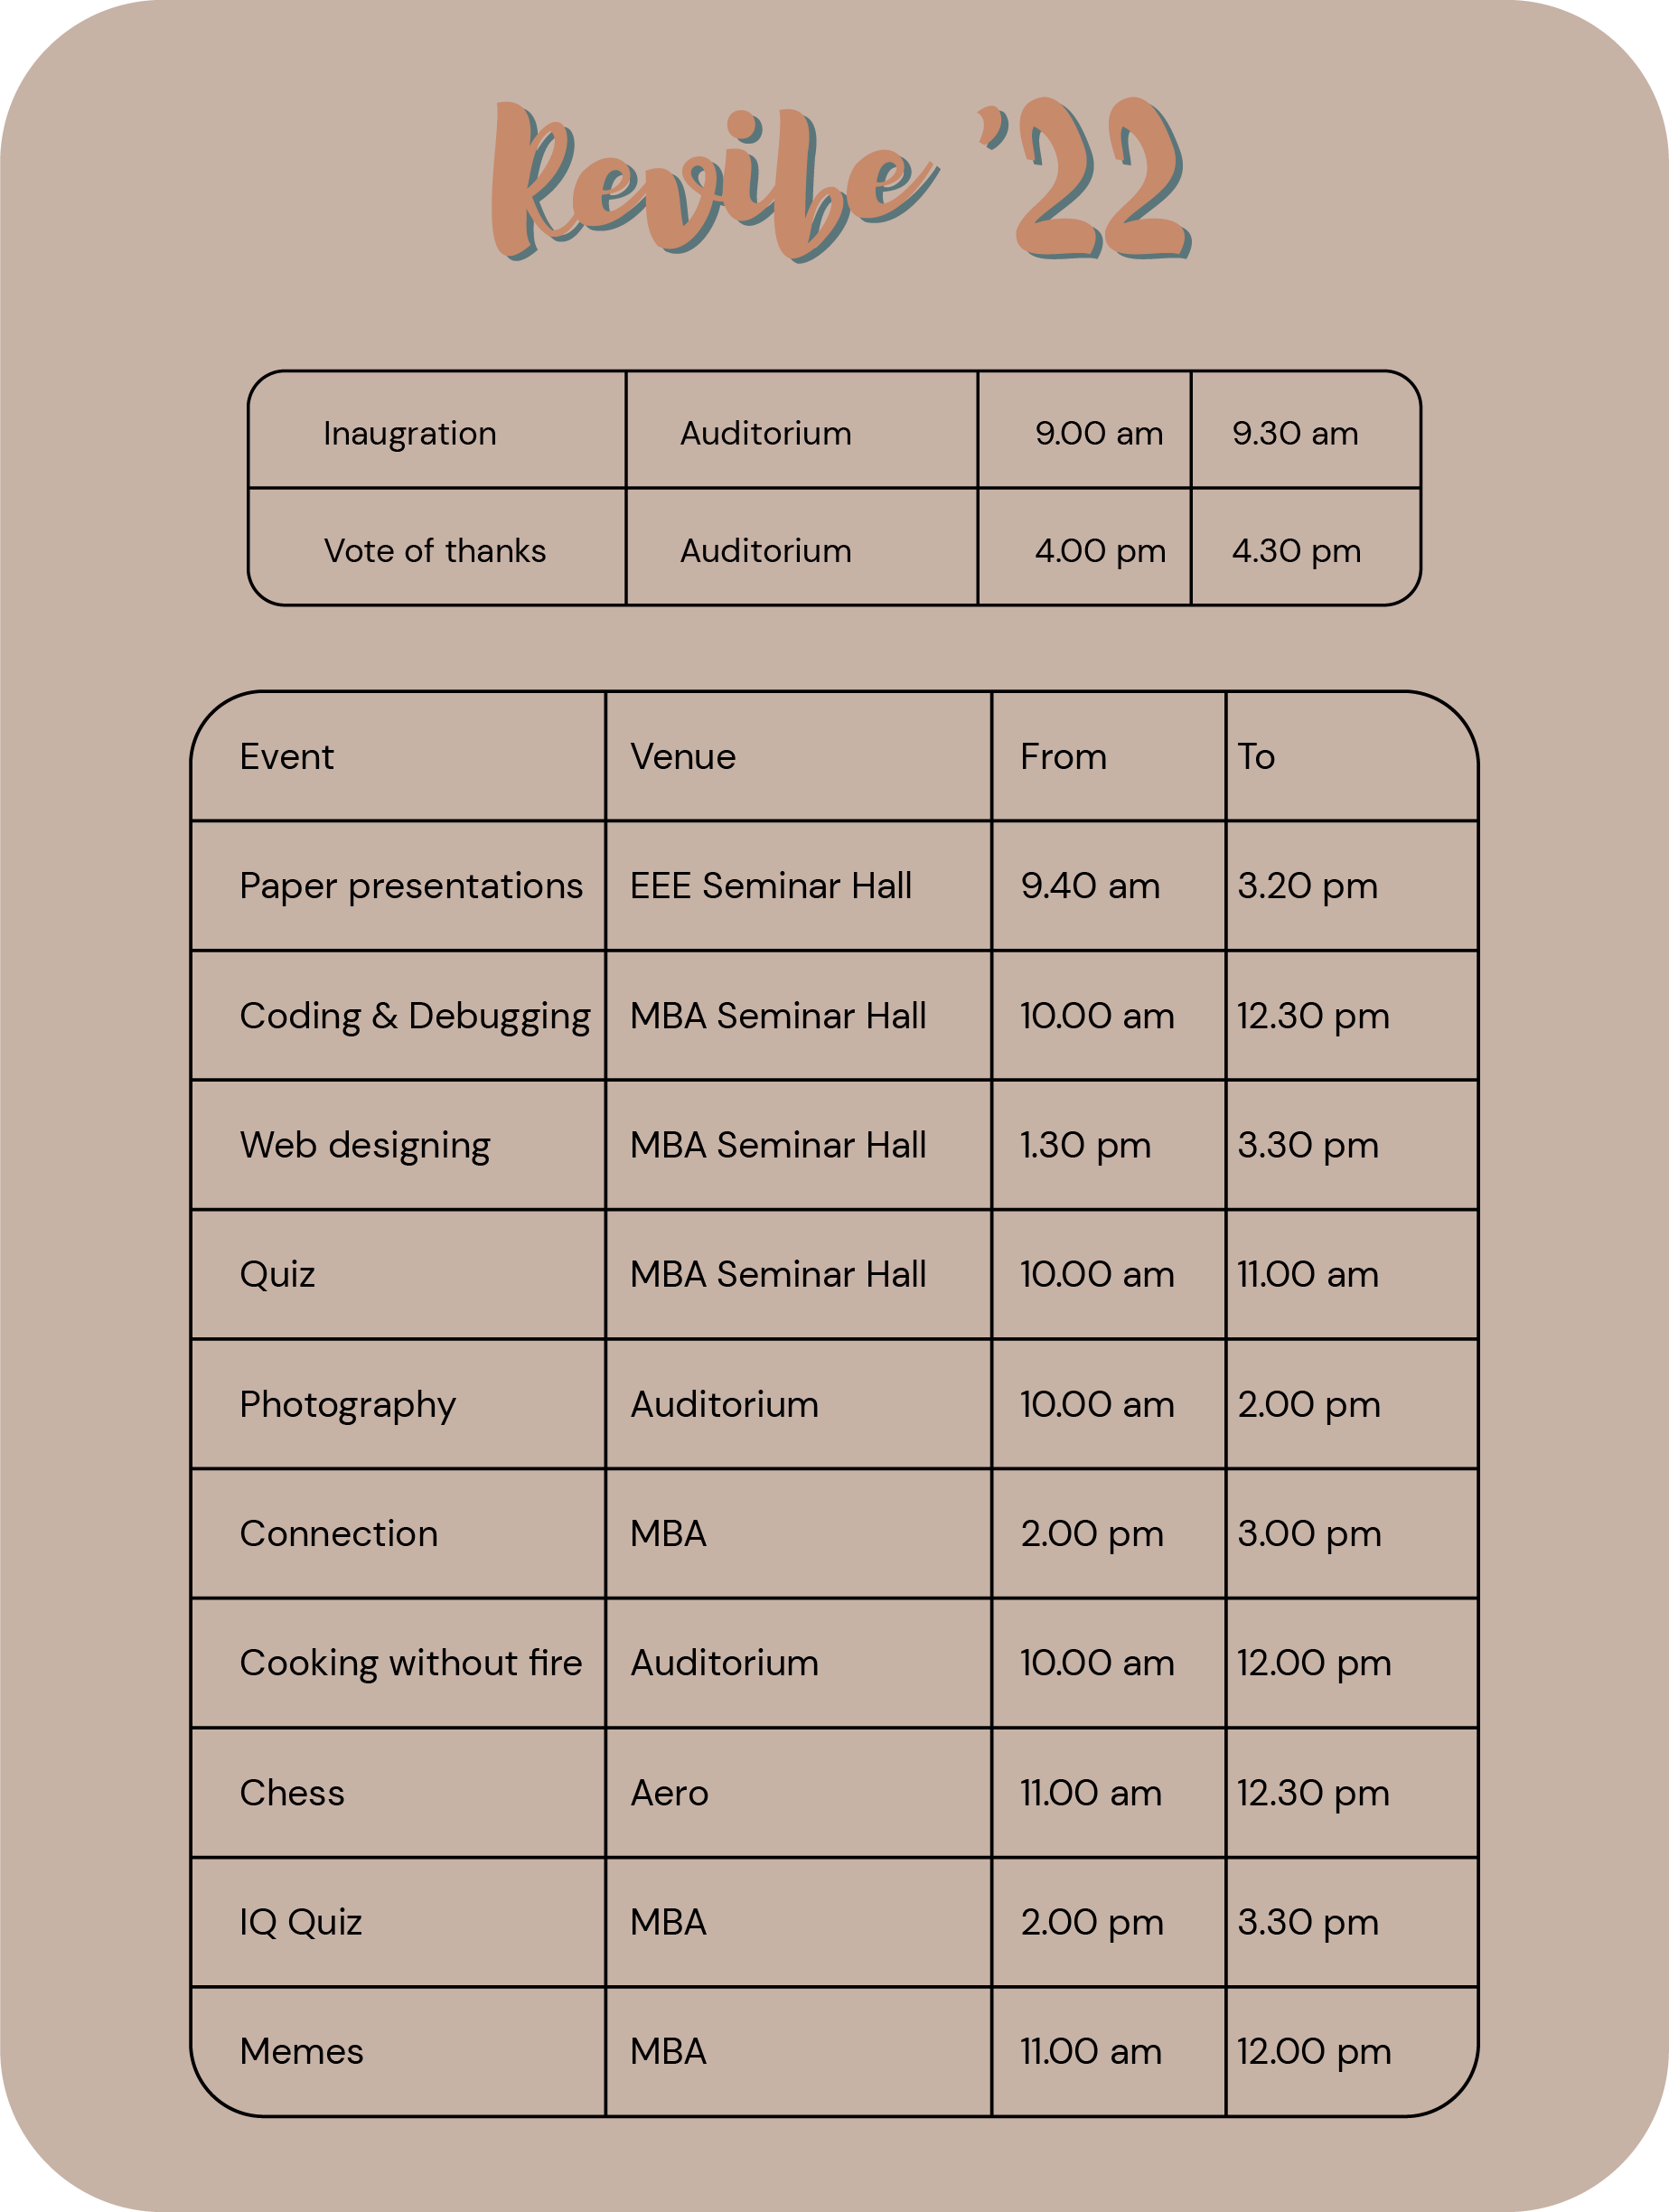 Revibe ’22
Inaugration Auditorium 9.00 am 9.30 am
Vote of thanks Auditorium 4.00 pm 4.30 pm
Event Venue From To
Paper presentations EEE Seminar Hall 9.40 am 3.20 pm
Coding & Debugging MBA Seminar Hall 10.00 am 12.30 pm
Web designing MBA Seminar Hall 1.30 pm 3.30 pm
Quiz MBA Seminar Hall 10.00 am 11.00 am
Photography Auditorium 10.00 am 2.00 pm
Connection MBA 2.00 pm 3.00 pm
Cooking without fire Auditorium 10.00 am 12.00 pm
Chess Aero 11.00 am 12.30 pm
IQ Quiz MBA 2.00 pm 3.30 pm
Memes MBA 11.00 am 12.00 pm